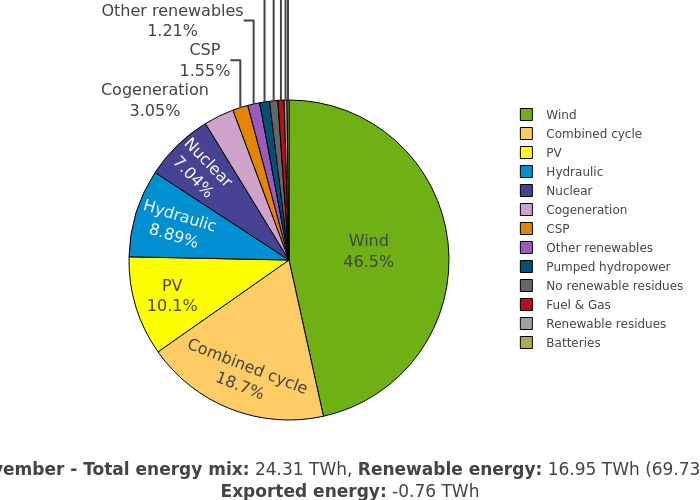 Other renewables
1.21%
CSP
1.55%
Cogeneration
3.05%
Nuclear
7.04%
Hydraulic
8.89%
PV
10.1%
Combined cycle
18.7%
Wind
46.5%
Wind
Combined cycle
PV
Hydraulic
Nuclear
Cogeneration
CSP
Other renewables
Pumped hydropower
No renewable residues
Fuel & Gas
Renewable residues
Batteries
vember - Total energy mix: 24.31 TWh, Renewable energy: 16.95 TWh (69.73
Exported energy: -0.76 TWh